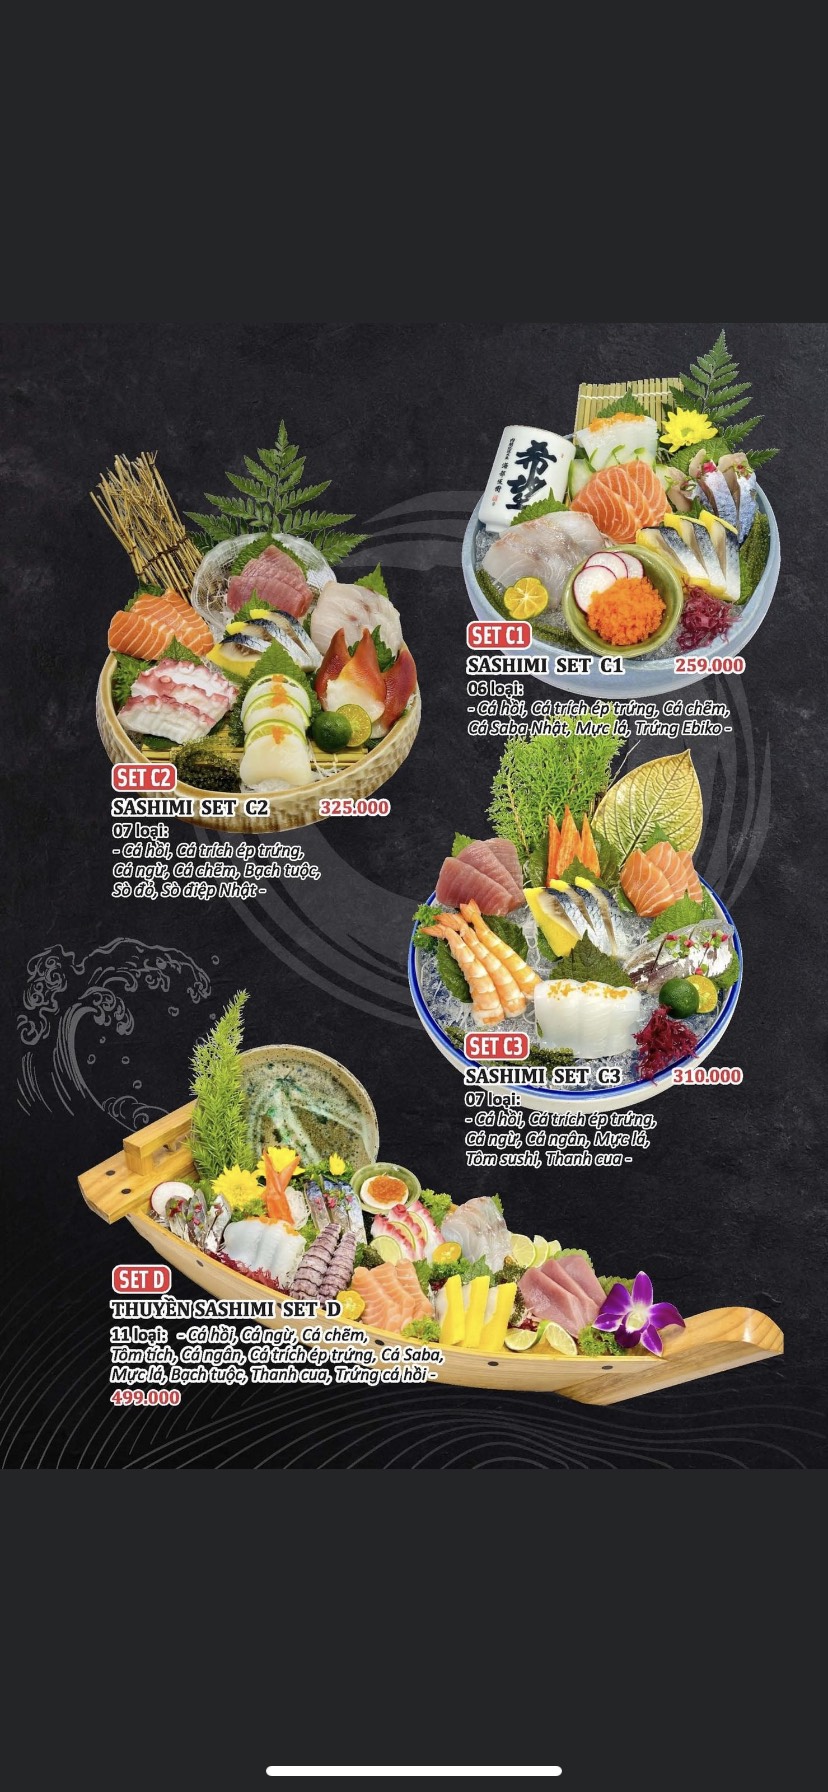 希望
SET C1
SASHIMI SET C1 259.000
06 loại:
- Cá hồi, Cá trích ép trứng, Cá chẽm,
Cá Saba Nhật, Mực lá, Trứng Ebiko -
SET C2
SASHIMI SET C2 325.000
07 loại:
- Cá hồi, Cá trích ép trứng,
Cá ngừ, Cá chẽm, Bạch tuộc,
Sò đỏ, Sò điệp Nhật -
SET C3
SASHIMI SET C3 310.000
07 loại:
- Cá hồi, Cá trích ép trứng,
Cá ngừ, Cá ngân, Mực lá,
Tôm sushi, Thanh cua -
SET D
THUYỀN SASHIMI SET D
11 loại: - Cá hồi, Cá ngừ, Cá chẽm,
Tôm tích, Cá ngân, Cá trích ép trứng, Cá Saba,
Mực lá, Bạch tuộc, Thanh cua, Trứng cá hồi -
499.000